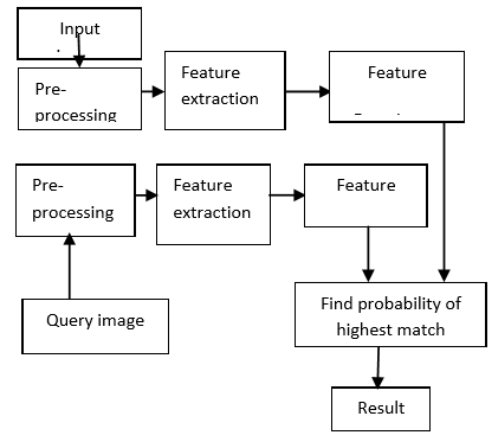 Input
Pre-
processing
Feature
extraction
Feature
Pre-
processing
Feature
extraction
Feature
Query image
Find probability of
highest match
Result